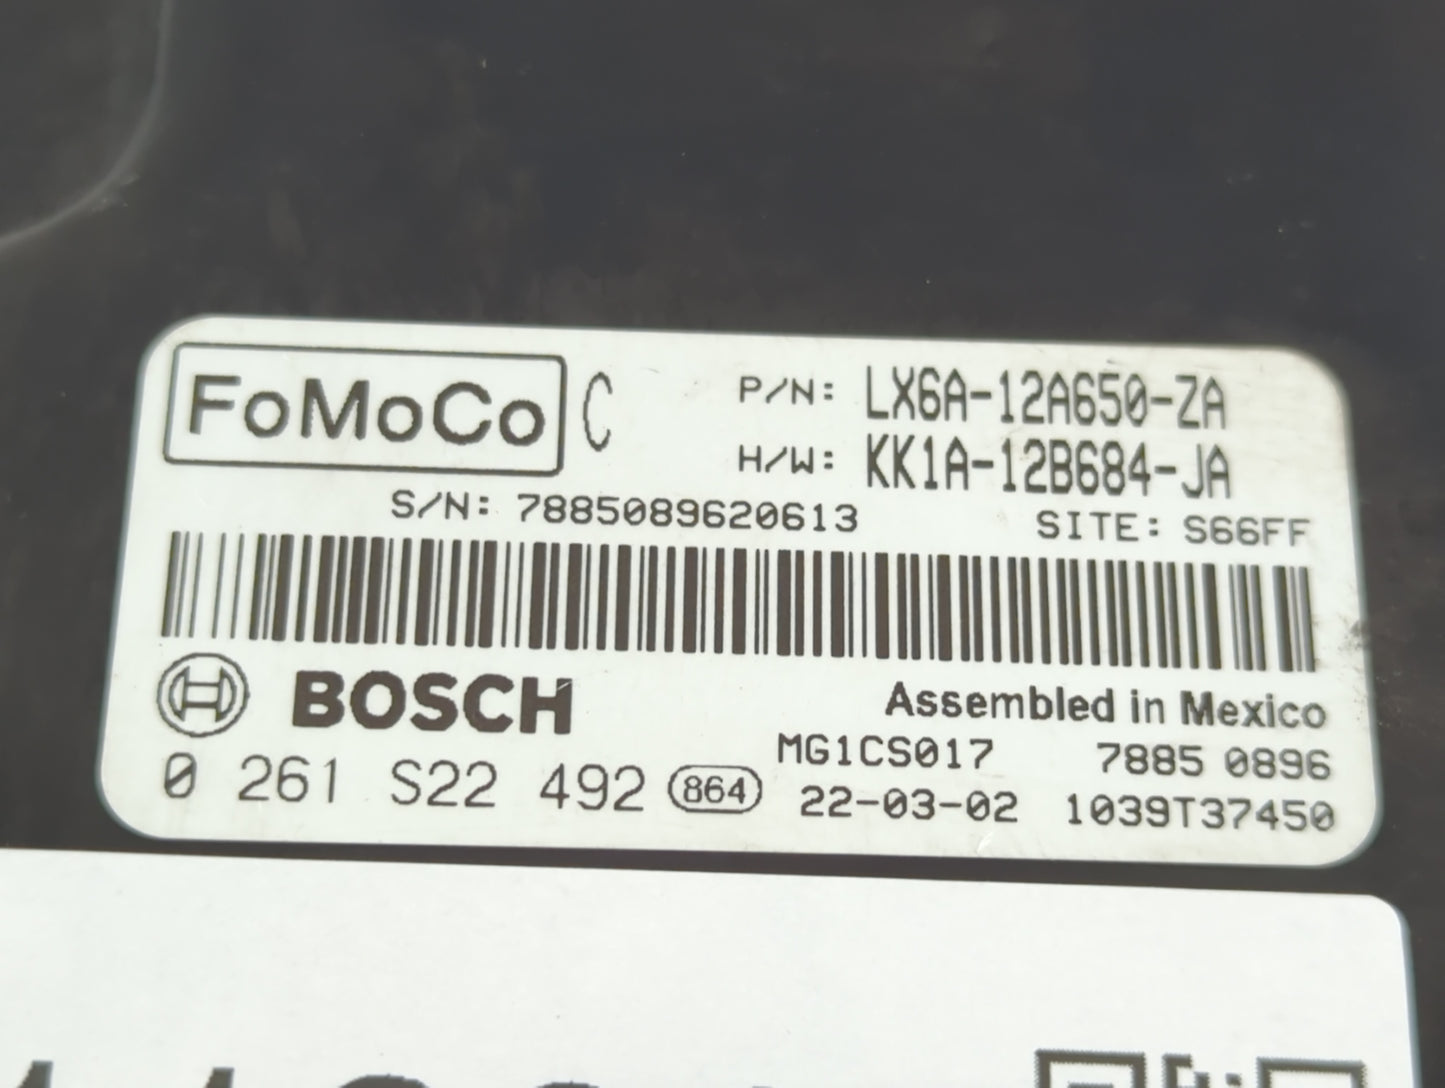 FoMoCo C P/N: LX6A-12A650-ZA
H/W: KK1A-12B684-JA
S/N: 7885089620613 SITE: S66FF
BOSCH Assembled in Mexico
MG1CS017 7885 0896
0 261 S22 492 864 22-03-02 1039T37450